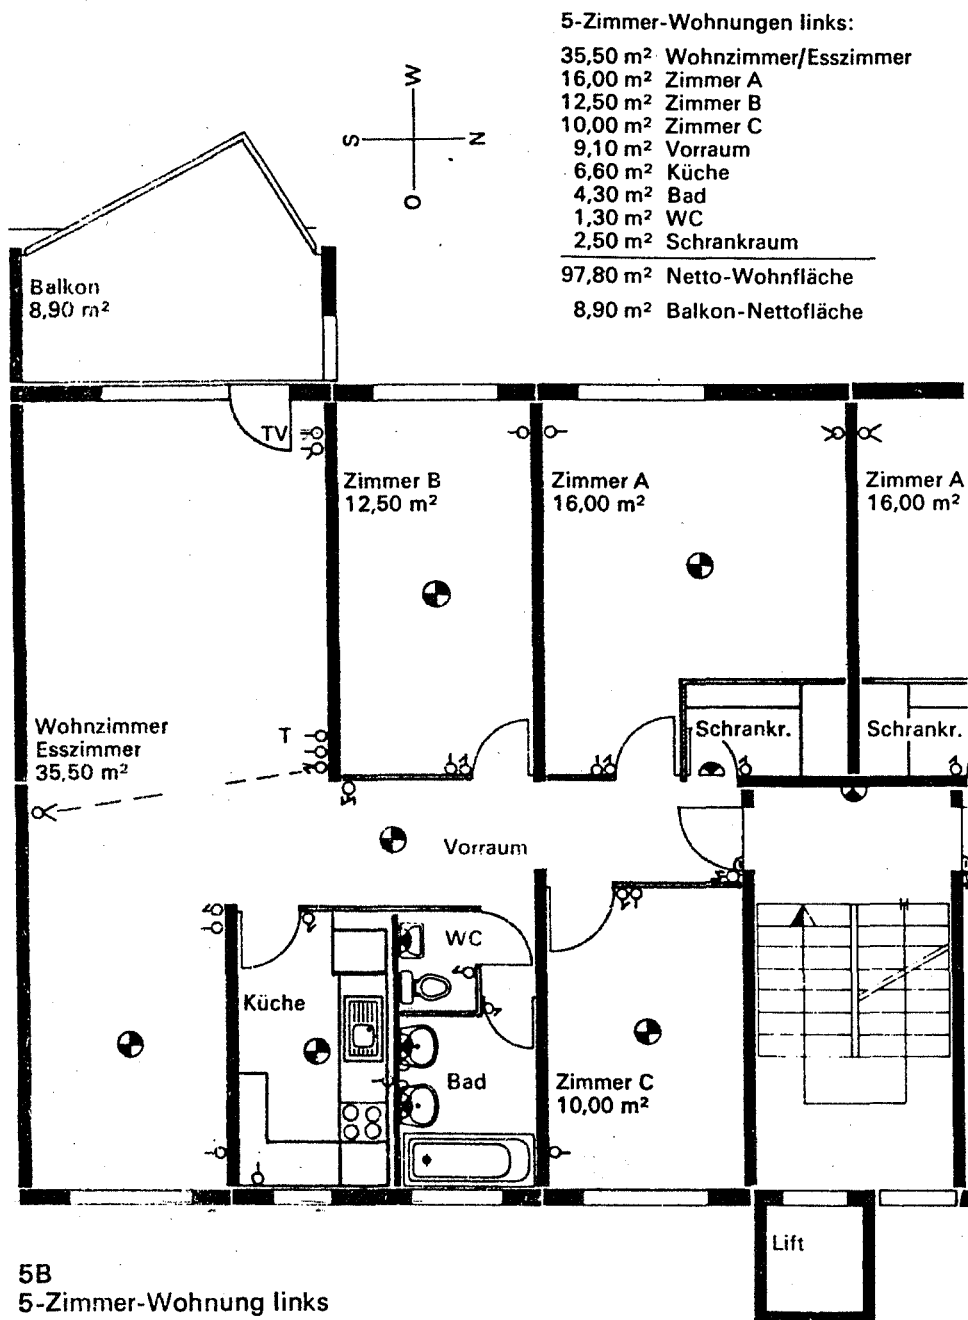 5-Zimmer-Wohnungen links:
35,50 m² Wohnzimmer/Esszimmer
16,00 m² Zimmer A
12,50 m² Zimmer B
10,00 m² Zimmer C
9,10 m² Vorraum
6,60 m² Küche
4,30 m² Bad
1,30 m² WC
2,50 m² Schrankraum
97,80 m² Netto-Wohnfläche
8,90 m² Balkon-Nettofläche
W
S
N
O
Balkon
8,90 m²
TV
Zimmer B
12,50 m²
Zimmer A
16,00 m²
Zimmer A
16,00 m²
Wohnzimmer
Esszimmer
35,50 m²
T
Schrankr.
Schrankr.
Vorraum
WC
Küche
Bad
Zimmer C
10,00 m²
Lift
5B
5-Zimmer-Wohnung links